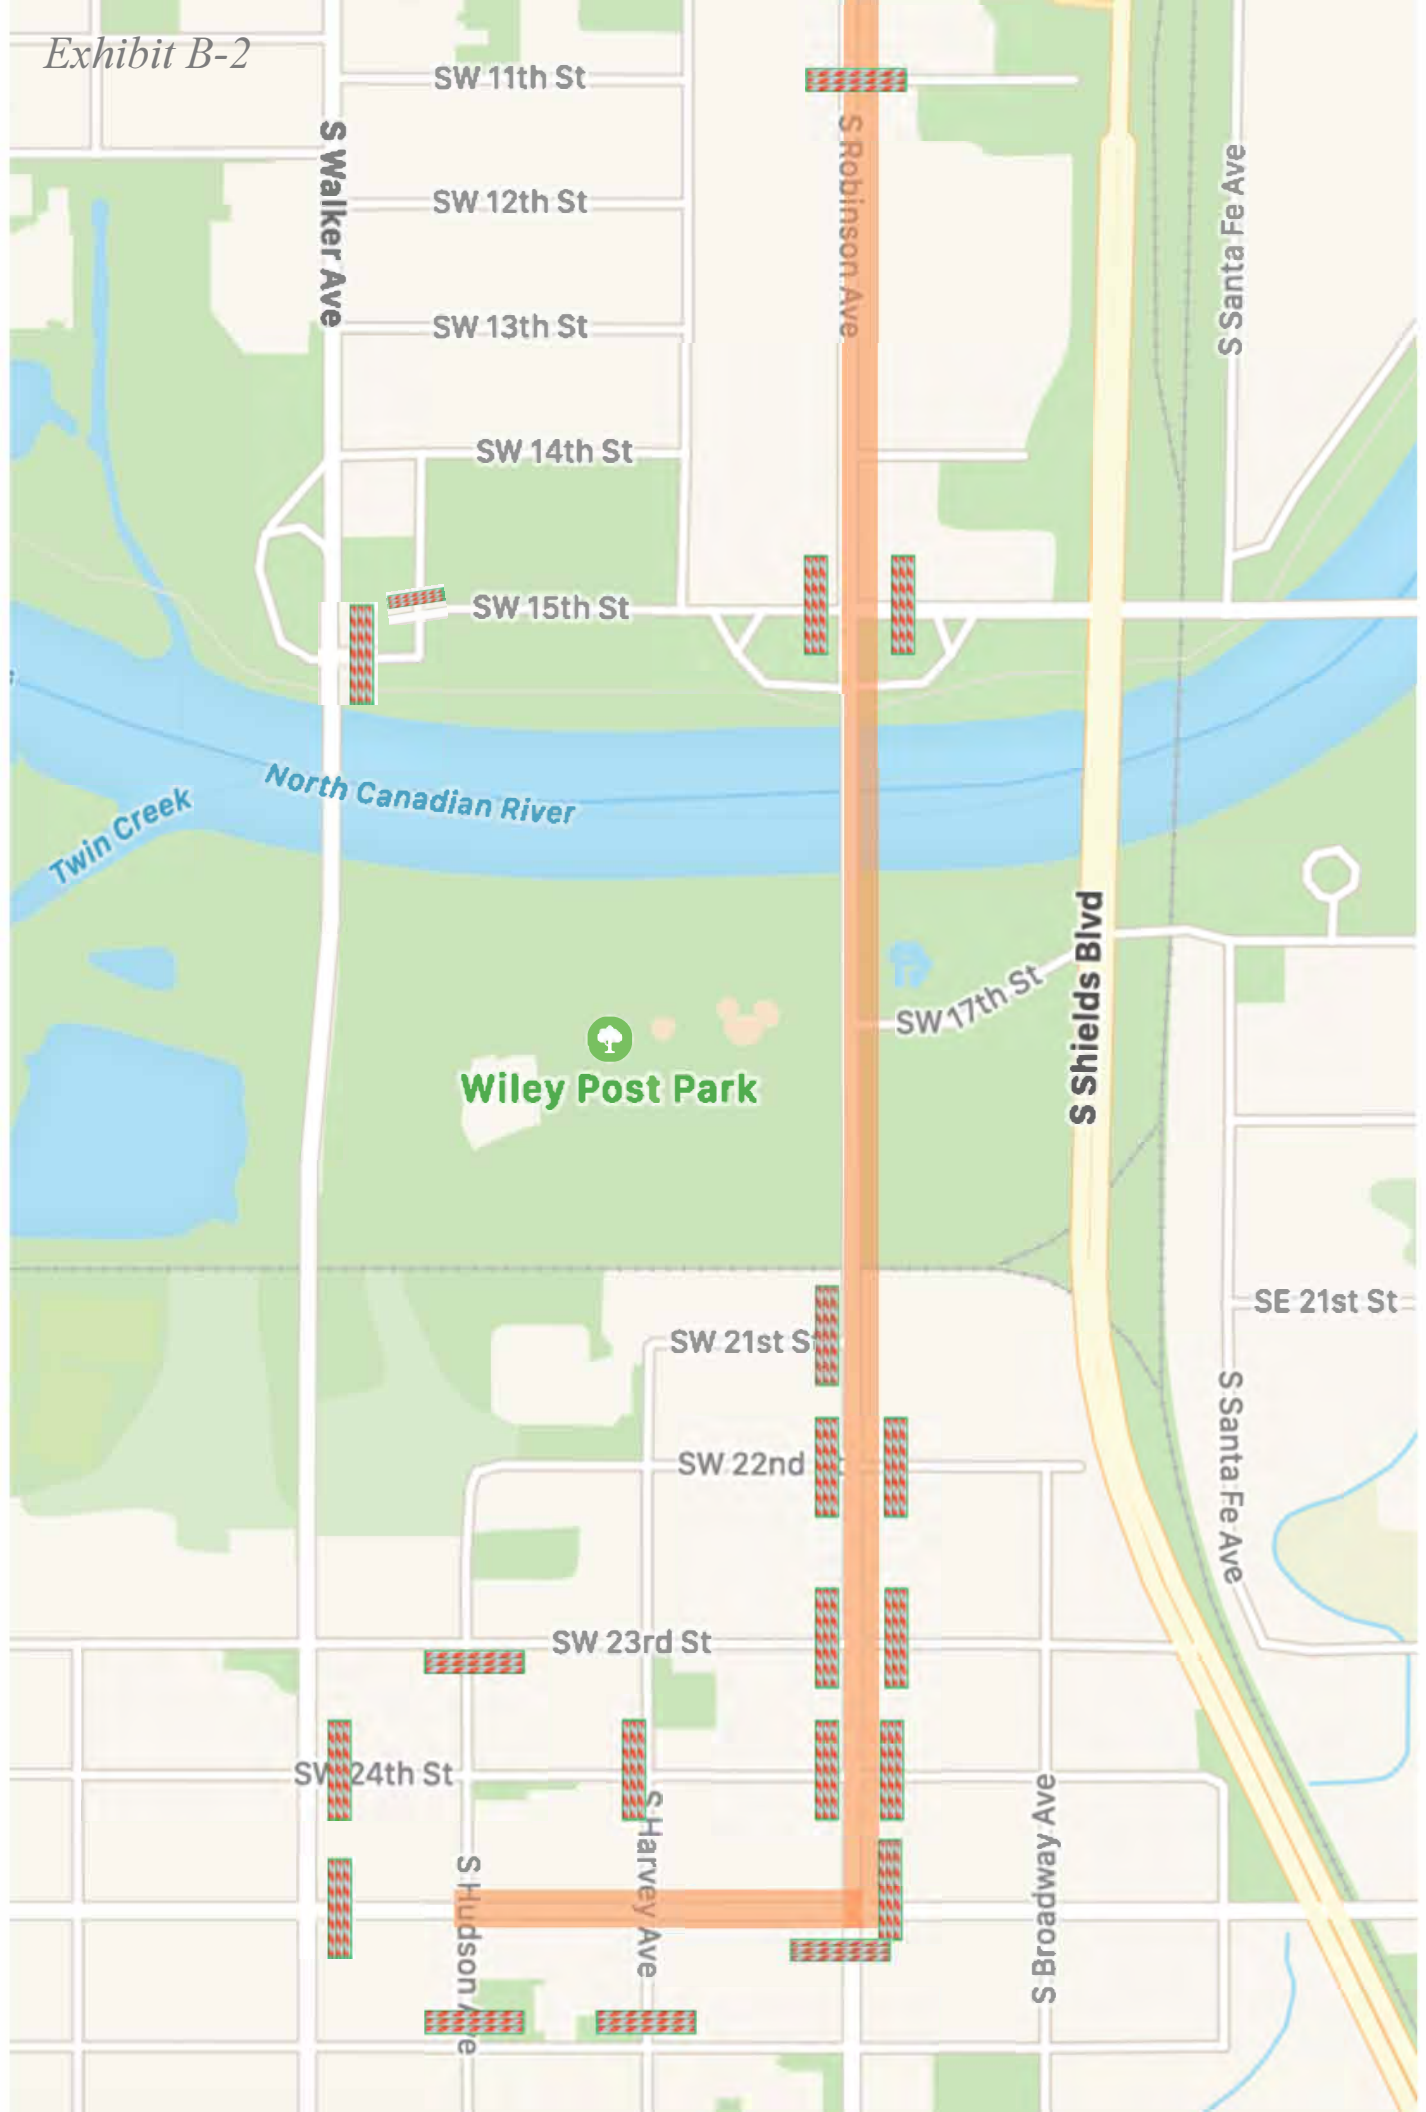 Exhibit B-2
SW 11th St
S Walker Ave
S Robinson Ave
S Santa Fe Ave
SW 12th St
SW 13th St
SW 14th St
SW 15th St
North Canadian River
Twin Creek
S Shields Blvd
SW 17th St
Wiley Post Park
SE 21st St
SW 21st St
S Santa Fe Ave
SW 22nd
SW 23rd St
SW 24th St
S Harvey Ave
S Hudson Ave
S Broadway Ave